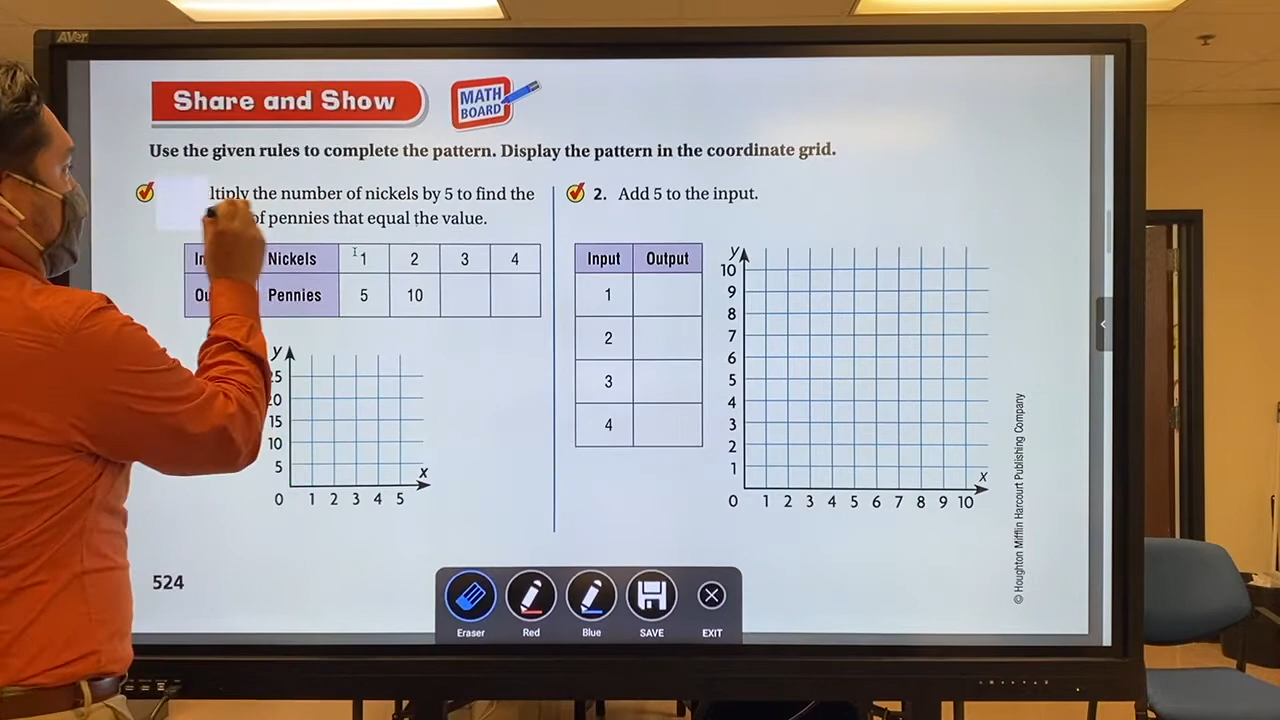 AVer
Share and Show
MATH
BOARD
Use the given rules to complete the pattern. Display the pattern in the coordinate grid.
ltiply the number of nickels by 5 to find the
of pennies that equal the value.
Nickels 1 2 3 4
Pennies 5 10
y
25
20
15
10
5
0 1 2 3 4 5
x
2. Add 5 to the input.
Input Output
1
2
3
4
y
10
9
8
7
6
5
4
3
2
1
0 1 2 3 4 5 6 7 8 9 10
x
© Houghton Mifflin Harcourt Publishing Company
524
Eraser Red Blue SAVE EXIT